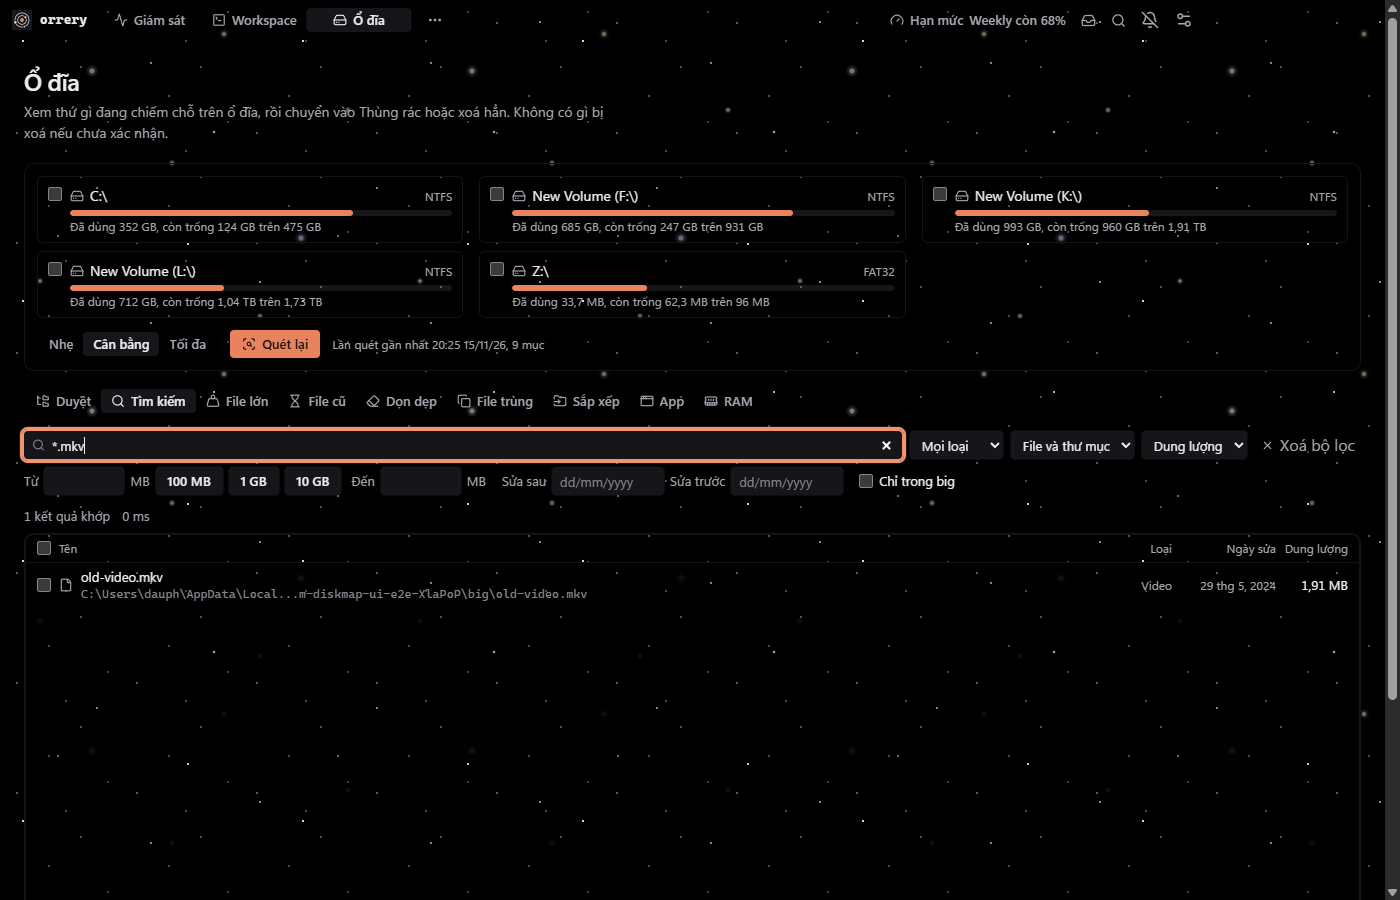 orrery Giám sát Workspace Ổ đĩa ... Hạn mức Weekly còn 68%
Ổ đĩa
Xem thứ gì đang chiếm chỗ trên ổ đĩa, rồi chuyển vào Thùng rác hoặc xoá hẳn. Không có gì bị
xoá nếu chưa xác nhận.
C:\ NTFS
Đã dùng 352 GB, còn trống 124 GB trên 475 GB
New Volume (F:\) NTFS
Đã dùng 685 GB, còn trống 247 GB trên 931 GB
New Volume (K:\) NTFS
Đã dùng 993 GB, còn trống 960 GB trên 1,91 TB
New Volume (L:\) NTFS
Đã dùng 712 GB, còn trống 1,04 TB trên 1,73 TB
Z:\ FAT32
Đã dùng 33,7 MB, còn trống 62,3 MB trên 96 MB
Nhẹ Cân bằng Tối đa Quét lại Lần quét gần nhất 20:25 15/11/26, 9 mục
Duyệt Tìm kiếm File lớn File cũ Dọn dẹp File trùng Sắp xếp App RAM
*.mkv Mọi loại File và thư mục Dung lượng Xoá bộ lọc
Từ MB 100 MB 1 GB 10 GB Đến MB Sửa sau dd/mm/yyyy Sửa trước dd/mm/yyyy Chỉ trong big
1 kết quả khớp 0 ms
Tên Loại Ngày sửa Dung lượng
old-video.mkv
C:\Users\dauph\AppData\Local...m-diskmap-ui-e2e-XlaPoP\big\old-video.mkv
Video 29 thg 5, 2024 1,91 MB